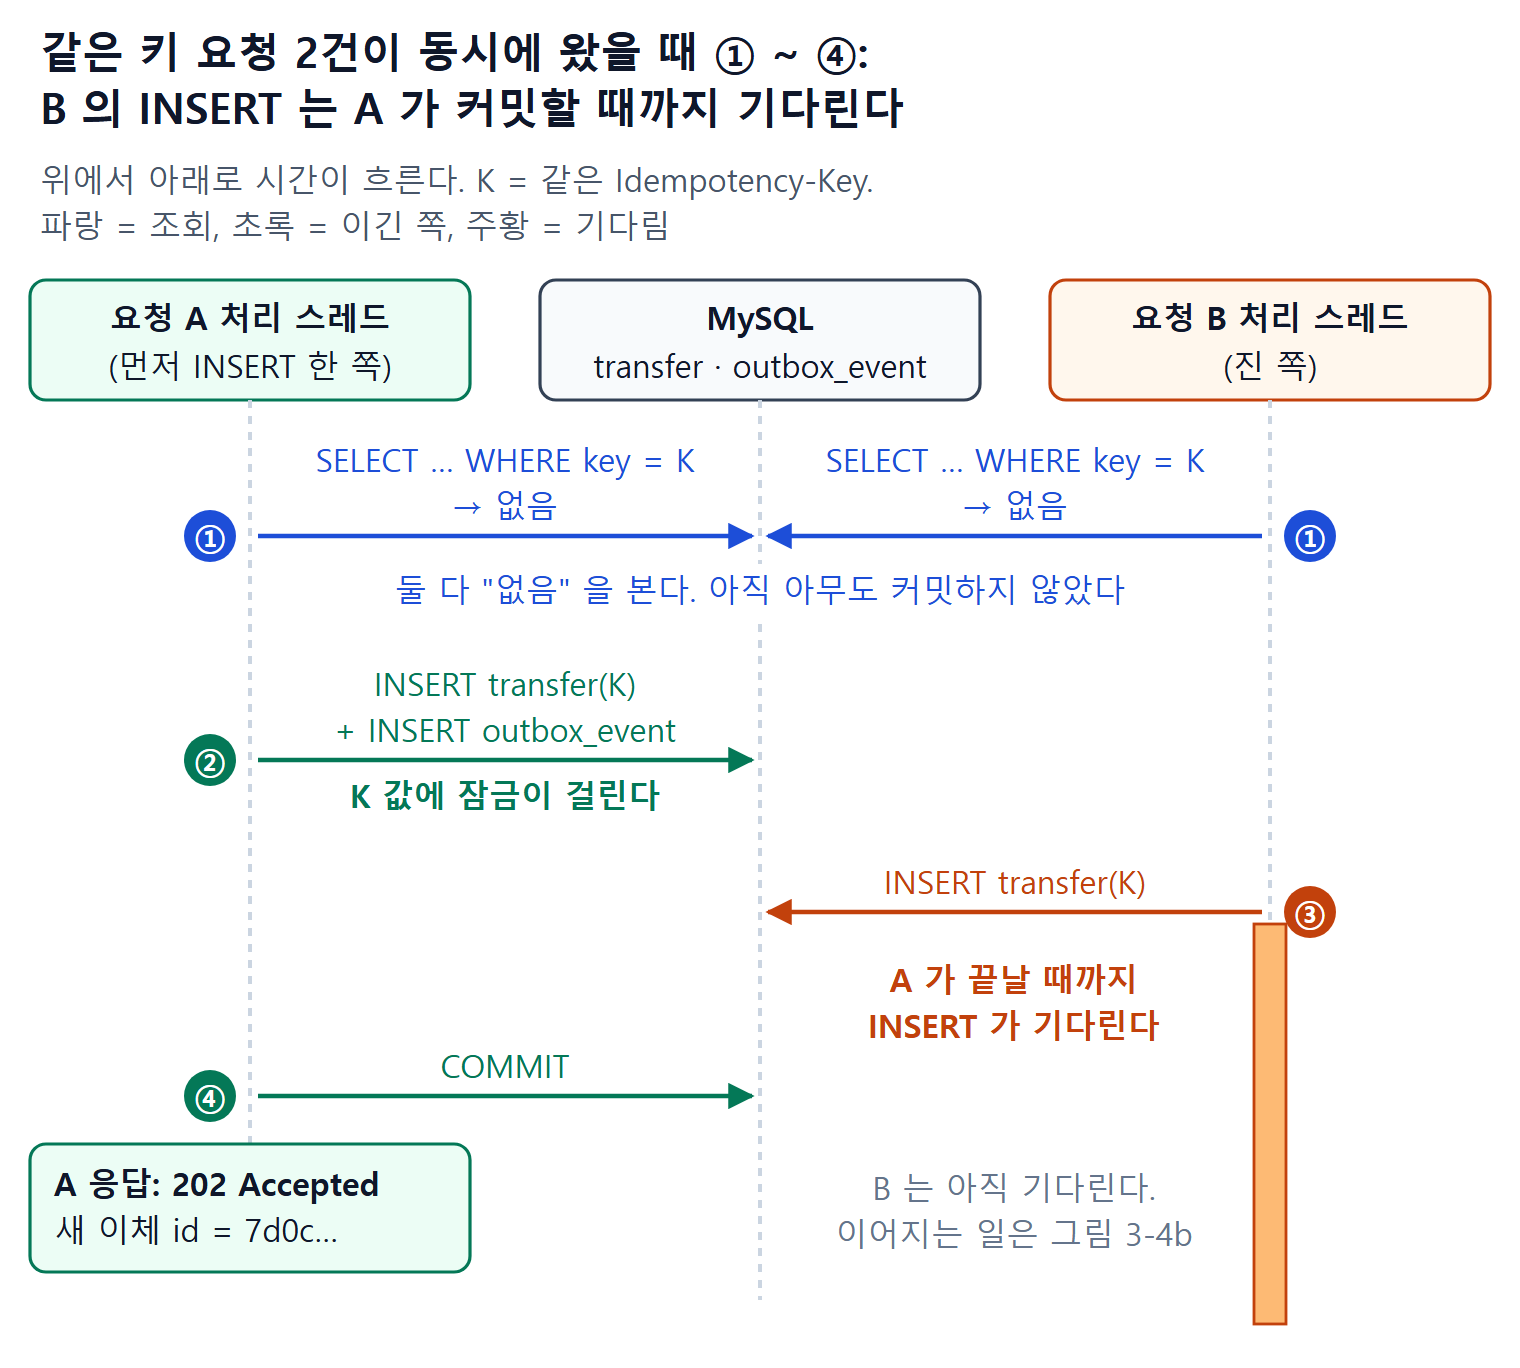 같은 키 요청 2건이 동시에 왔을 때 ① ~ ④:
B 의 INSERT 는 A 가 커밋할 때까지 기다린다
위에서 아래로 시간이 흐른다. K = 같은 Idempotency-Key.
파랑 = 조회, 초록 = 이긴 쪽, 주황 = 기다림
요청 A 처리 스레드
(먼저 INSERT 한 쪽)
MySQL
transfer · outbox_event
요청 B 처리 스레드
(진 쪽)
SELECT ... WHERE key = K
→ 없음
SELECT ... WHERE key = K
→ 없음
①
①
둘 다 "없음" 을 본다. 아직 아무도 커밋하지 않았다
INSERT transfer(K)
+ INSERT outbox_event
②
K 값에 잠금이 걸린다
INSERT transfer(K)
③
A 가 끝날 때까지
INSERT 가 기다린다
COMMIT
④
A 응답: 202 Accepted
새 이체 id = 7d0c...
B 는 아직 기다린다.
이어지는 일은 그림 3-4b